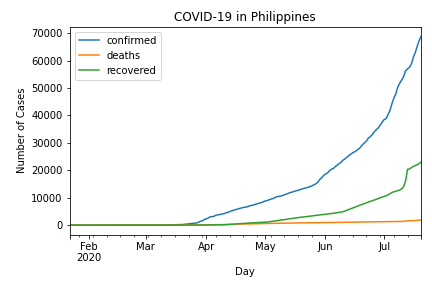 COVID-19 in Philippines
confirmed
deaths
recovered
Number of Cases
70000
60000
50000
40000
30000
20000
10000
0
Feb Mar Apr May Jun Jul
2020
Day